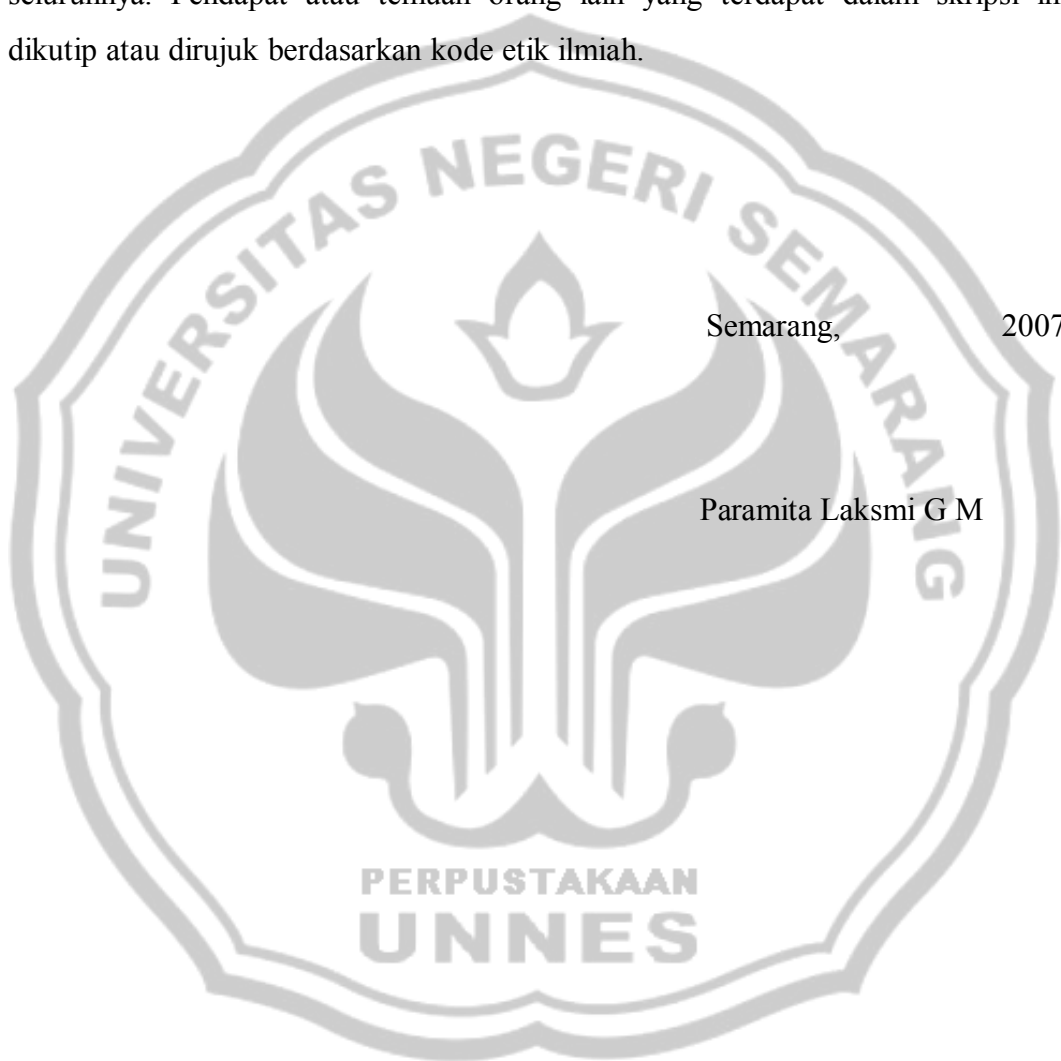 seluruhnya. Pendapat atau temuan orang lain yang terdapat dalam skripsi
dikutip atau dirujuk berdasarkan kode etik ilmiah.
UNIVERSITAS NEGERI SEMARANG
Semarang, 2007
Paramita Laksmi G M
PERPUSTAKAAN
UNNES